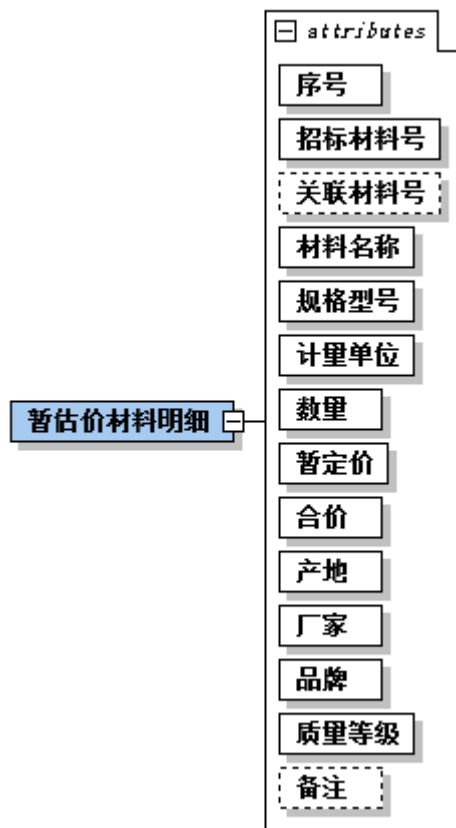 attributes
序号
招标材料号
关联材料号
材料名称
规格型号
计量单位
数量
暂估价材料明细
暂定价
合价
产地
厂家
品牌
质量等级
备注